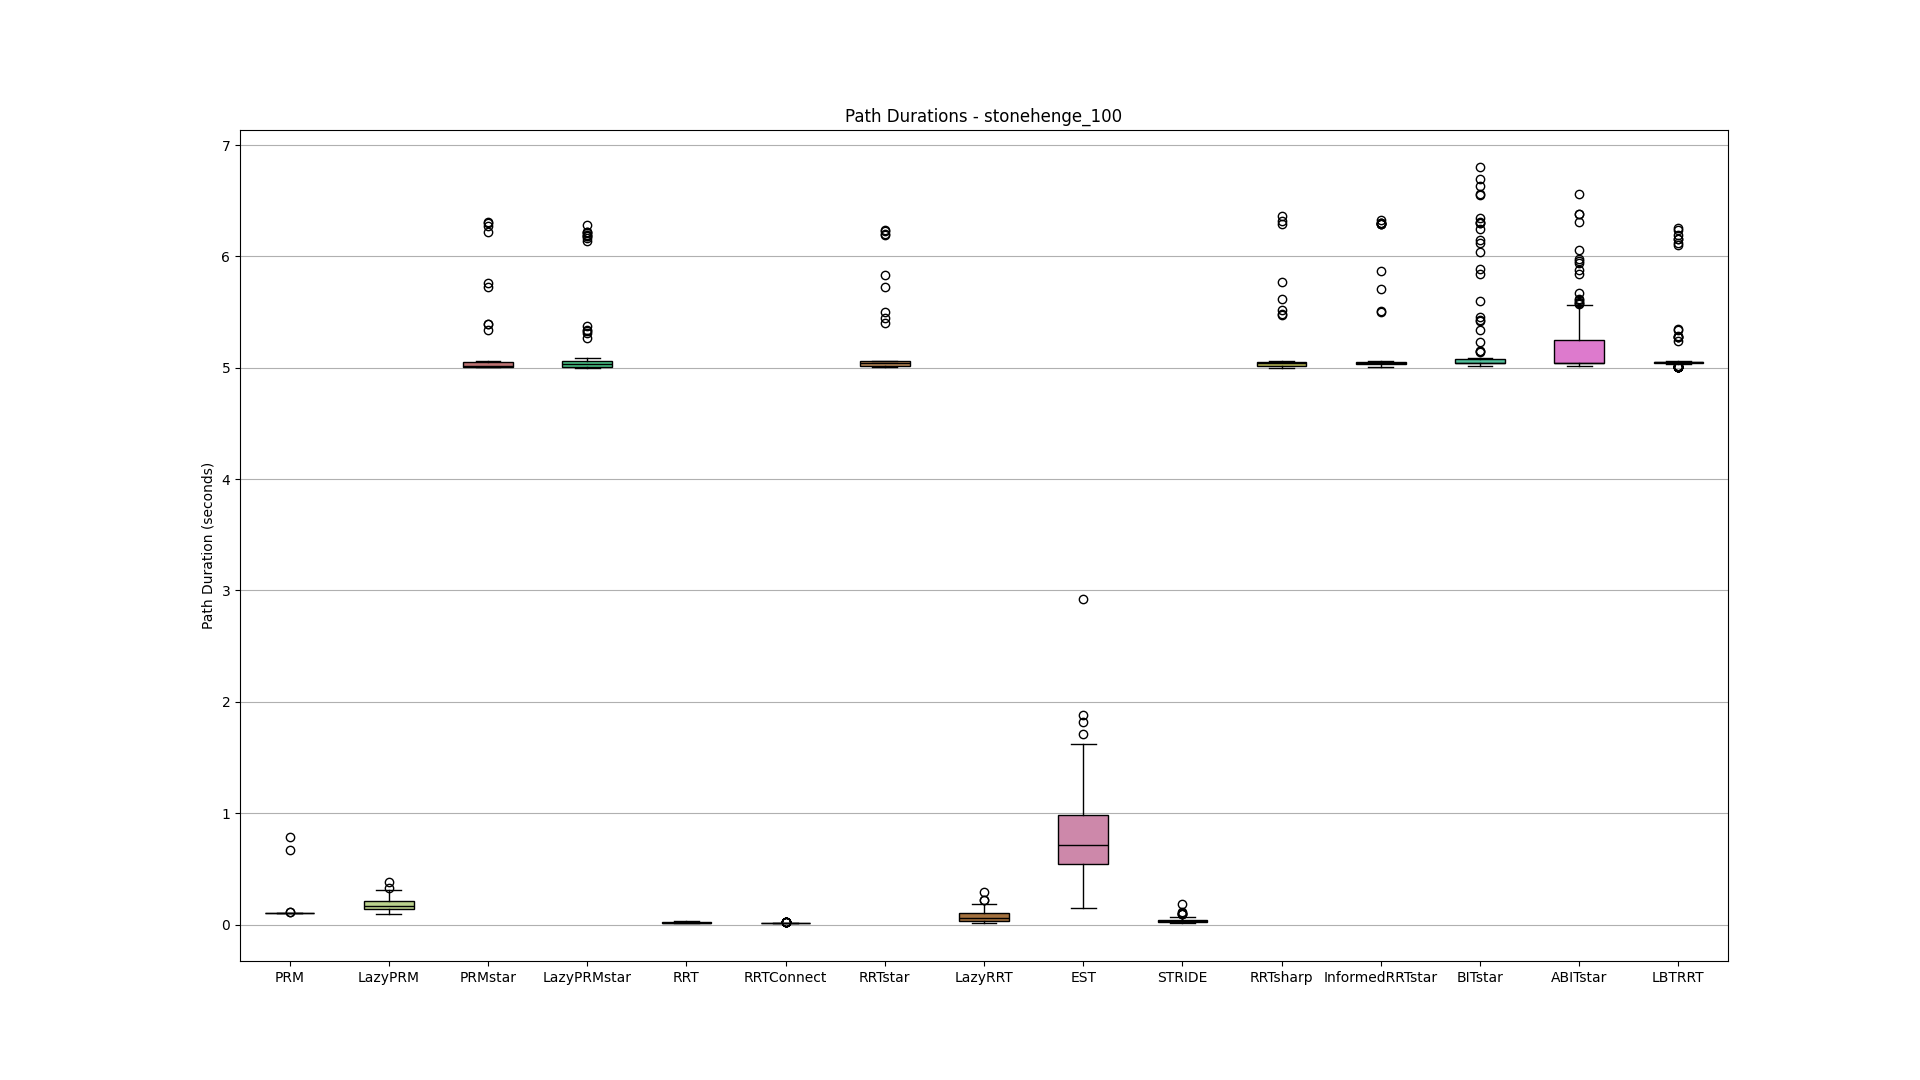 Path Durations - stonehenge_100
Path Duration (seconds)
7
6
5
4
3
2
1
0
PRM LazyPRM PRMstar LazyPRMstar RRT RRTConnect RRTstar LazyRRT EST STRIDE RRTsharp InformedRRTstar BITstar ABITstar LBTRRT